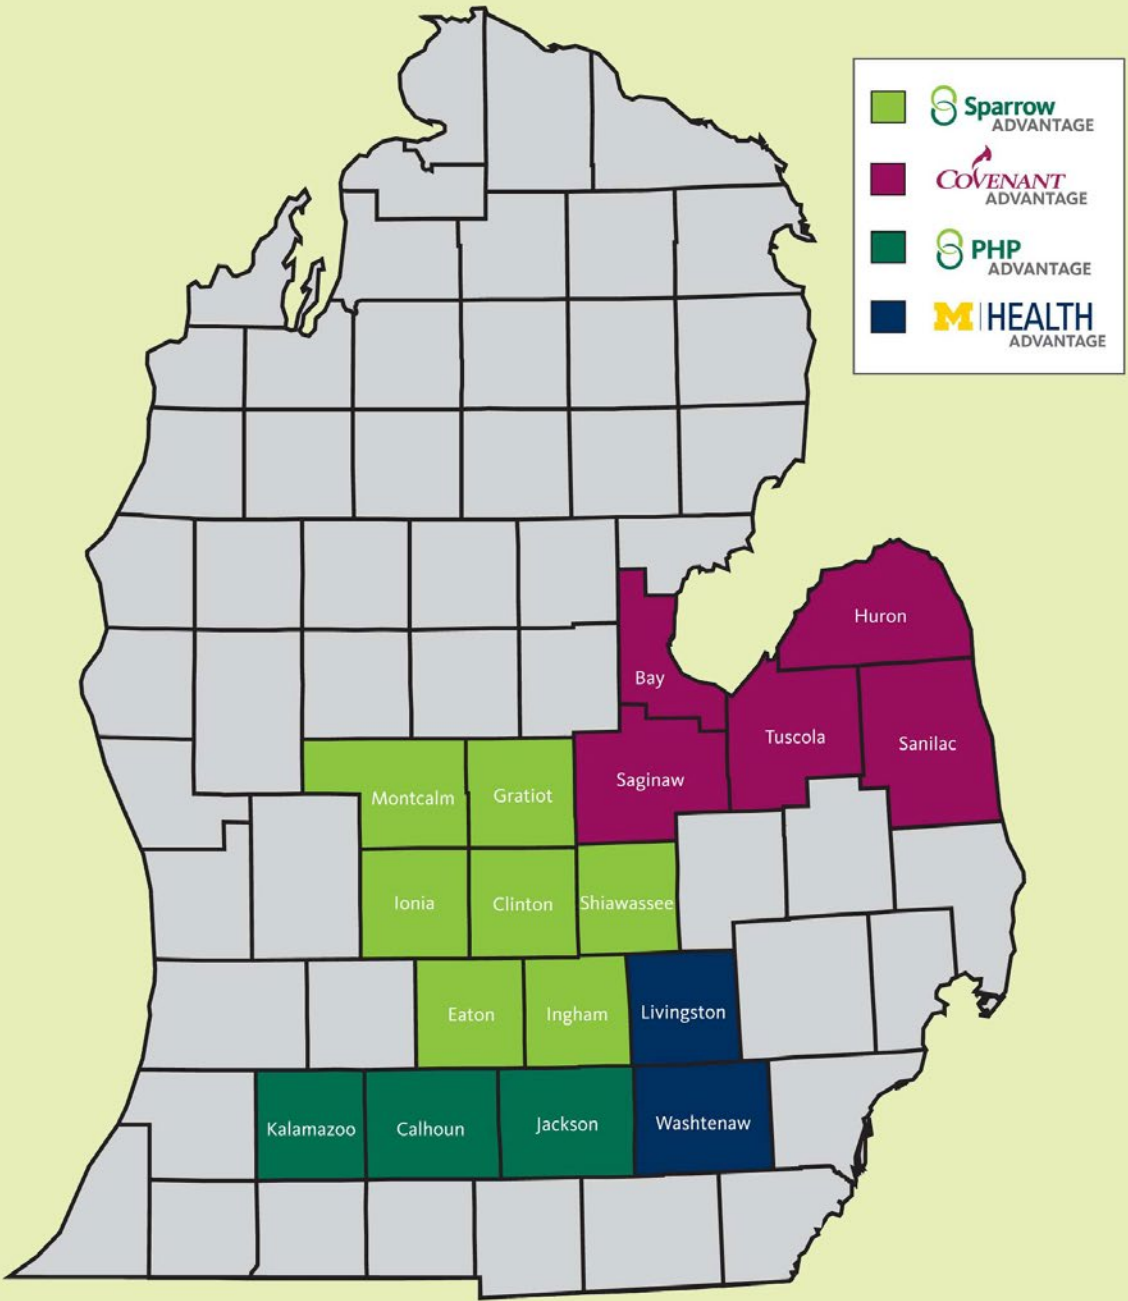 Sparrow
ADVANTAGE
COVENANT
ADVANTAGE
PHP
ADVANTAGE
M | HEALTH
ADVANTAGE
Huron
Bay
Tuscola
Sanilac
Saginaw
Montcalm
Gratiot
Ionia
Clinton
Shiawassee
Eaton
Ingham
Livingston
Kalamazoo
Calhoun
Jackson
Washtenaw